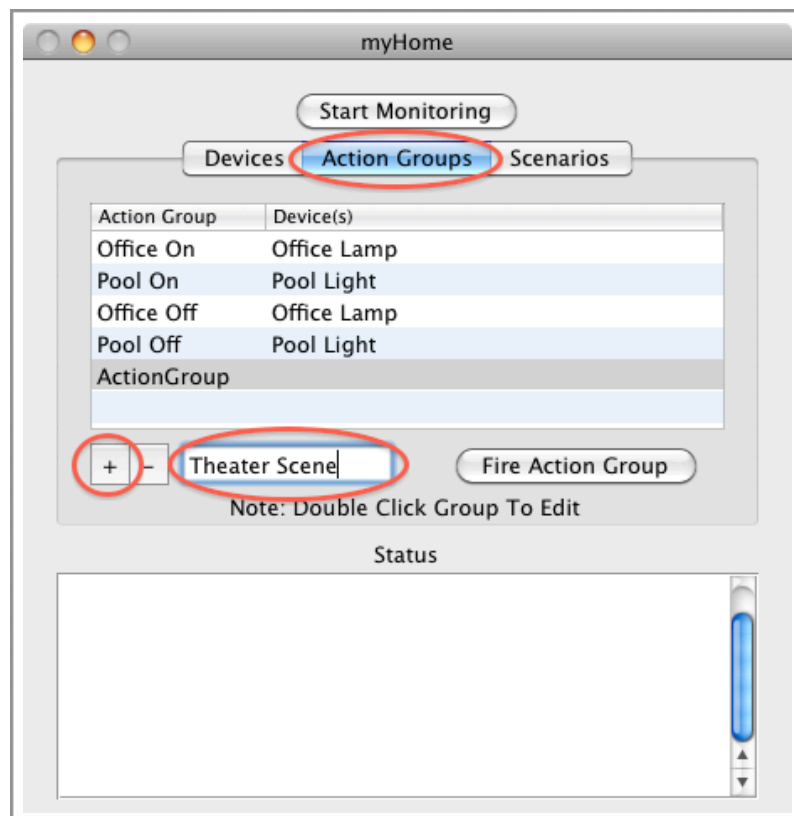 myHome
Start Monitoring
Devices Action Groups Scenarios
Action Group Device(s)
Office On Office Lamp
Pool On Pool Light
Office Off Office Lamp
Pool Off Pool Light
ActionGroup
+ - Theater Scene Fire Action Group
Note: Double Click Group To Edit
Status